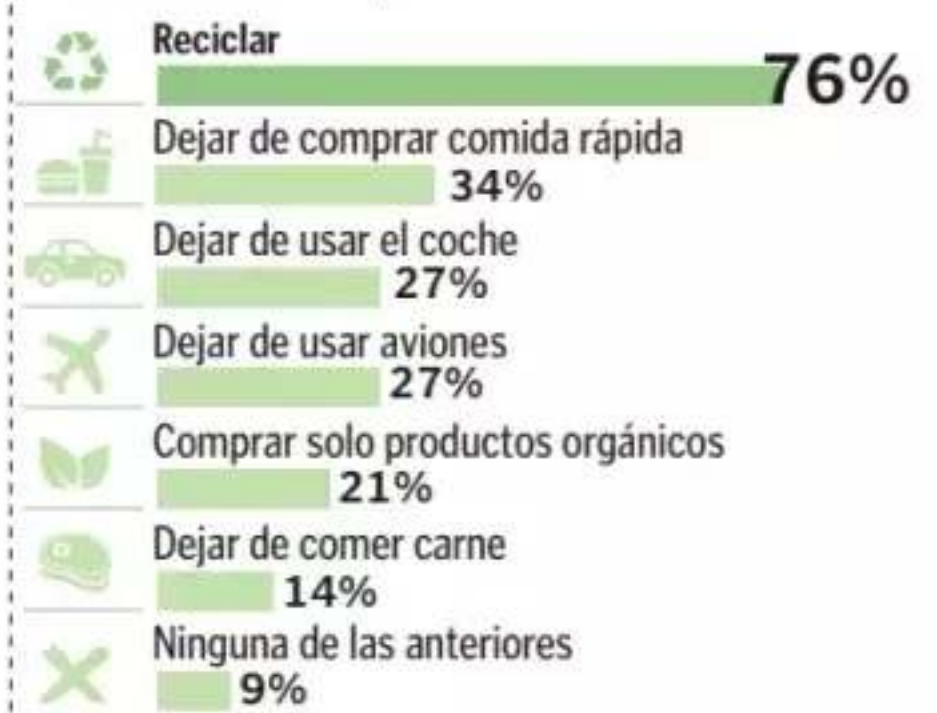 Reciclar
76%
Dejar de comprar comida rápida
34%
Dejar de usar el coche
27%
Dejar de usar aviones
27%
Comprar solo productos orgánicos
21%
Dejar de comer carne
14%
Ninguna de las anteriores
9%